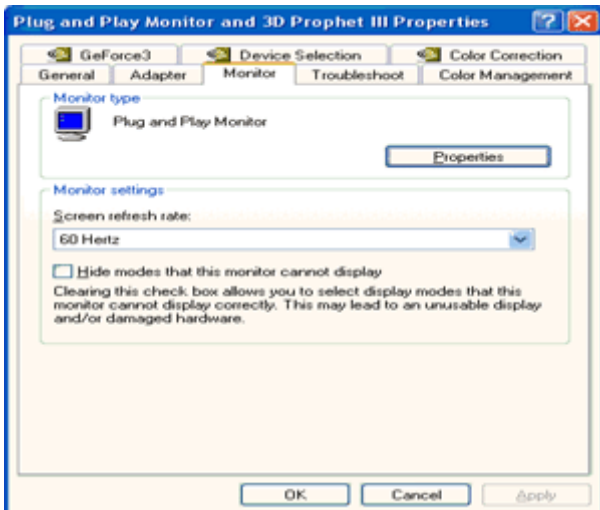 Plug and Play Monitor and 3D Prophet III Properties
GeForce3 Device Selection Color Correction
General Adapter Monitor Troubleshoot Color Management
Monitor type
Plug and Play Monitor
Properties
Monitor settings
Screen refresh rate:
60 Hertz
Hide modes that this monitor cannot display
Clearing this check box allows you to select display modes that this
monitor cannot display correctly. This may lead to an unusable display
and/or damaged hardware.
OK Cancel Apply